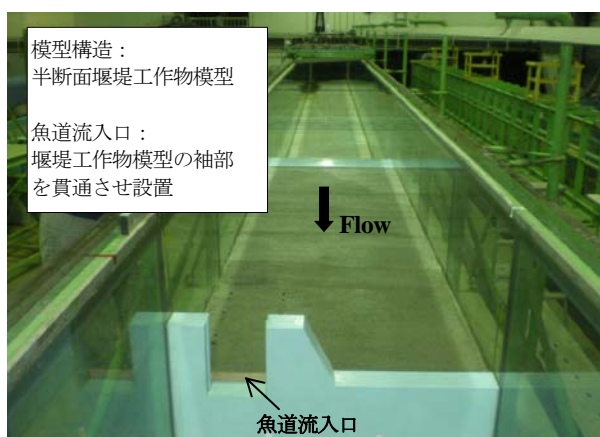 模型構造：
半断面堰堤工作物模型
魚道流入口：
堰堤工作物模型の袖部
を貫通させ設置
Flow
魚道流入口